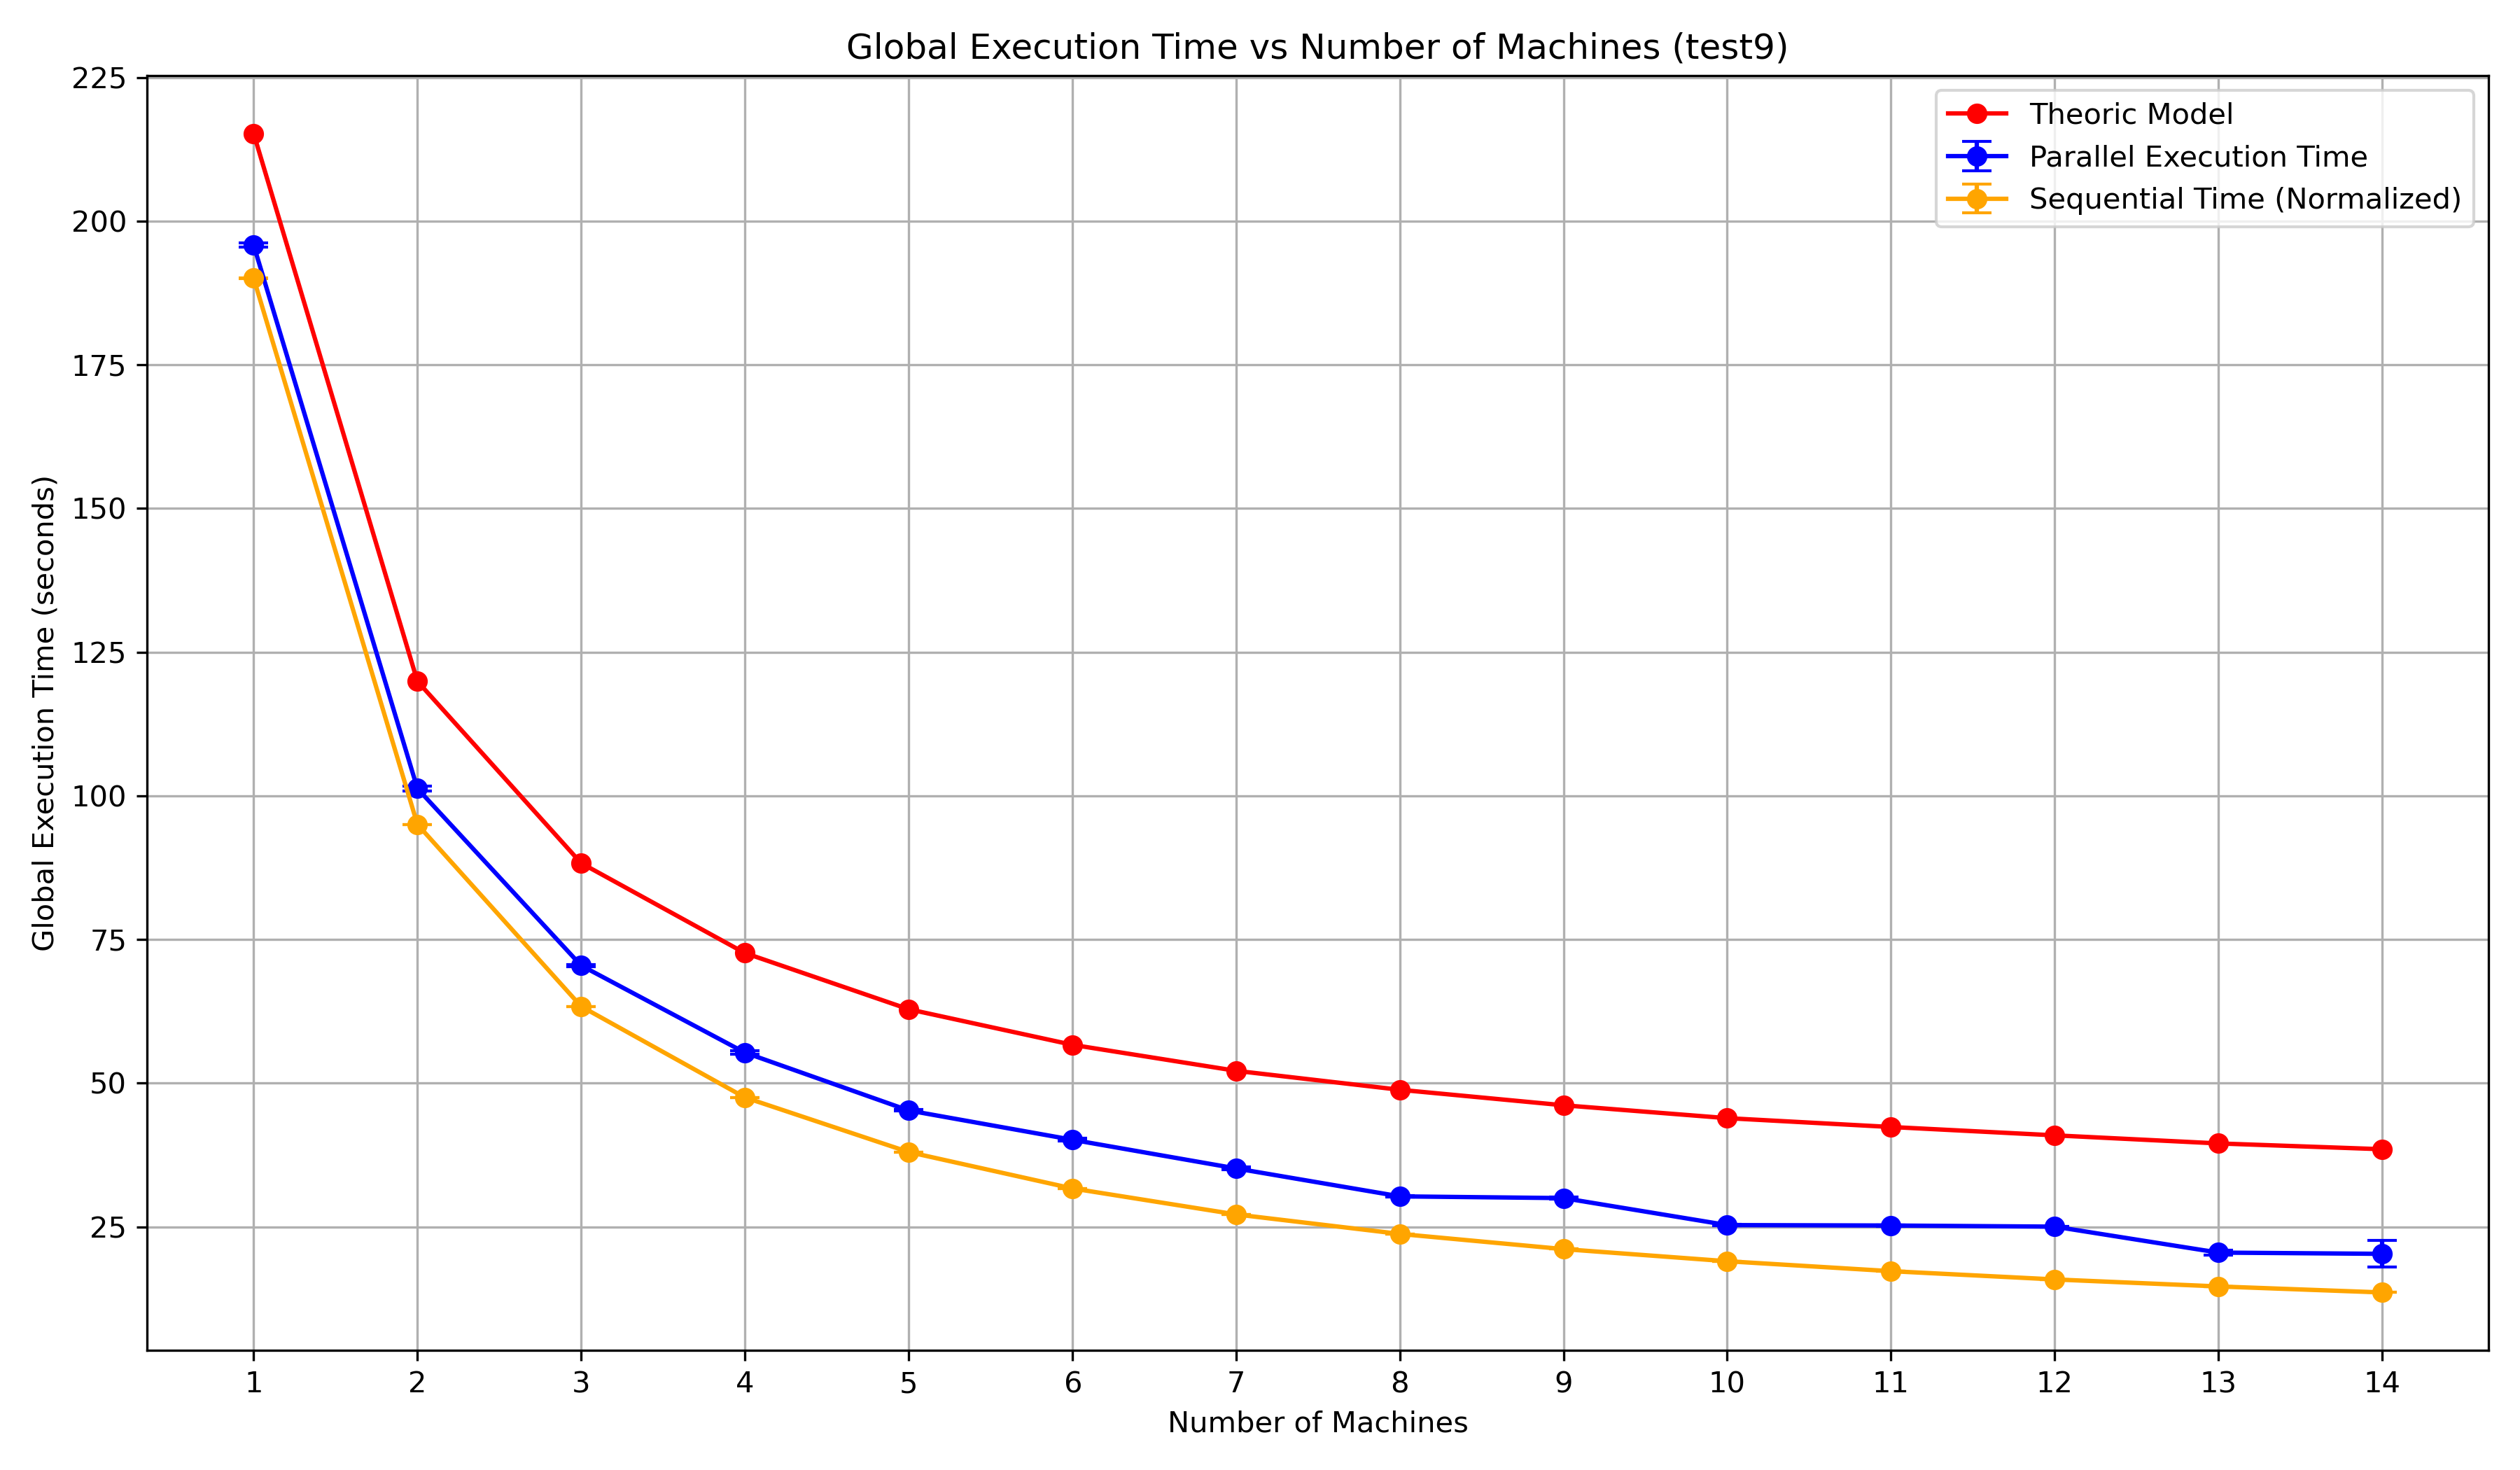 Global Execution Time vs Number of Machines (test9)
Theoric Model
Parallel Execution Time
Sequential Time (Normalized)
Global Execution Time (seconds)
225
200
175
150
125
100
75
50
25
1 2 3 4 5 6 7 8 9 10 11 12 13 14
Number of Machines